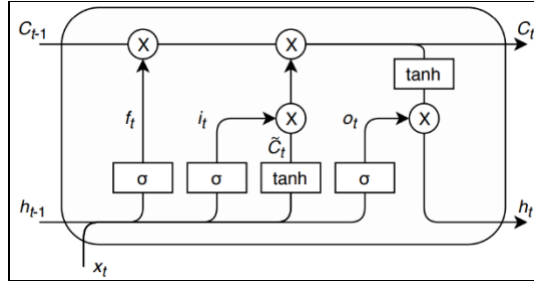 C_{t-1} X X C_t
tanh
f_t i_t X o_t X
C̃_t
σ σ tanh σ
h_{t-1} h_t
x_t